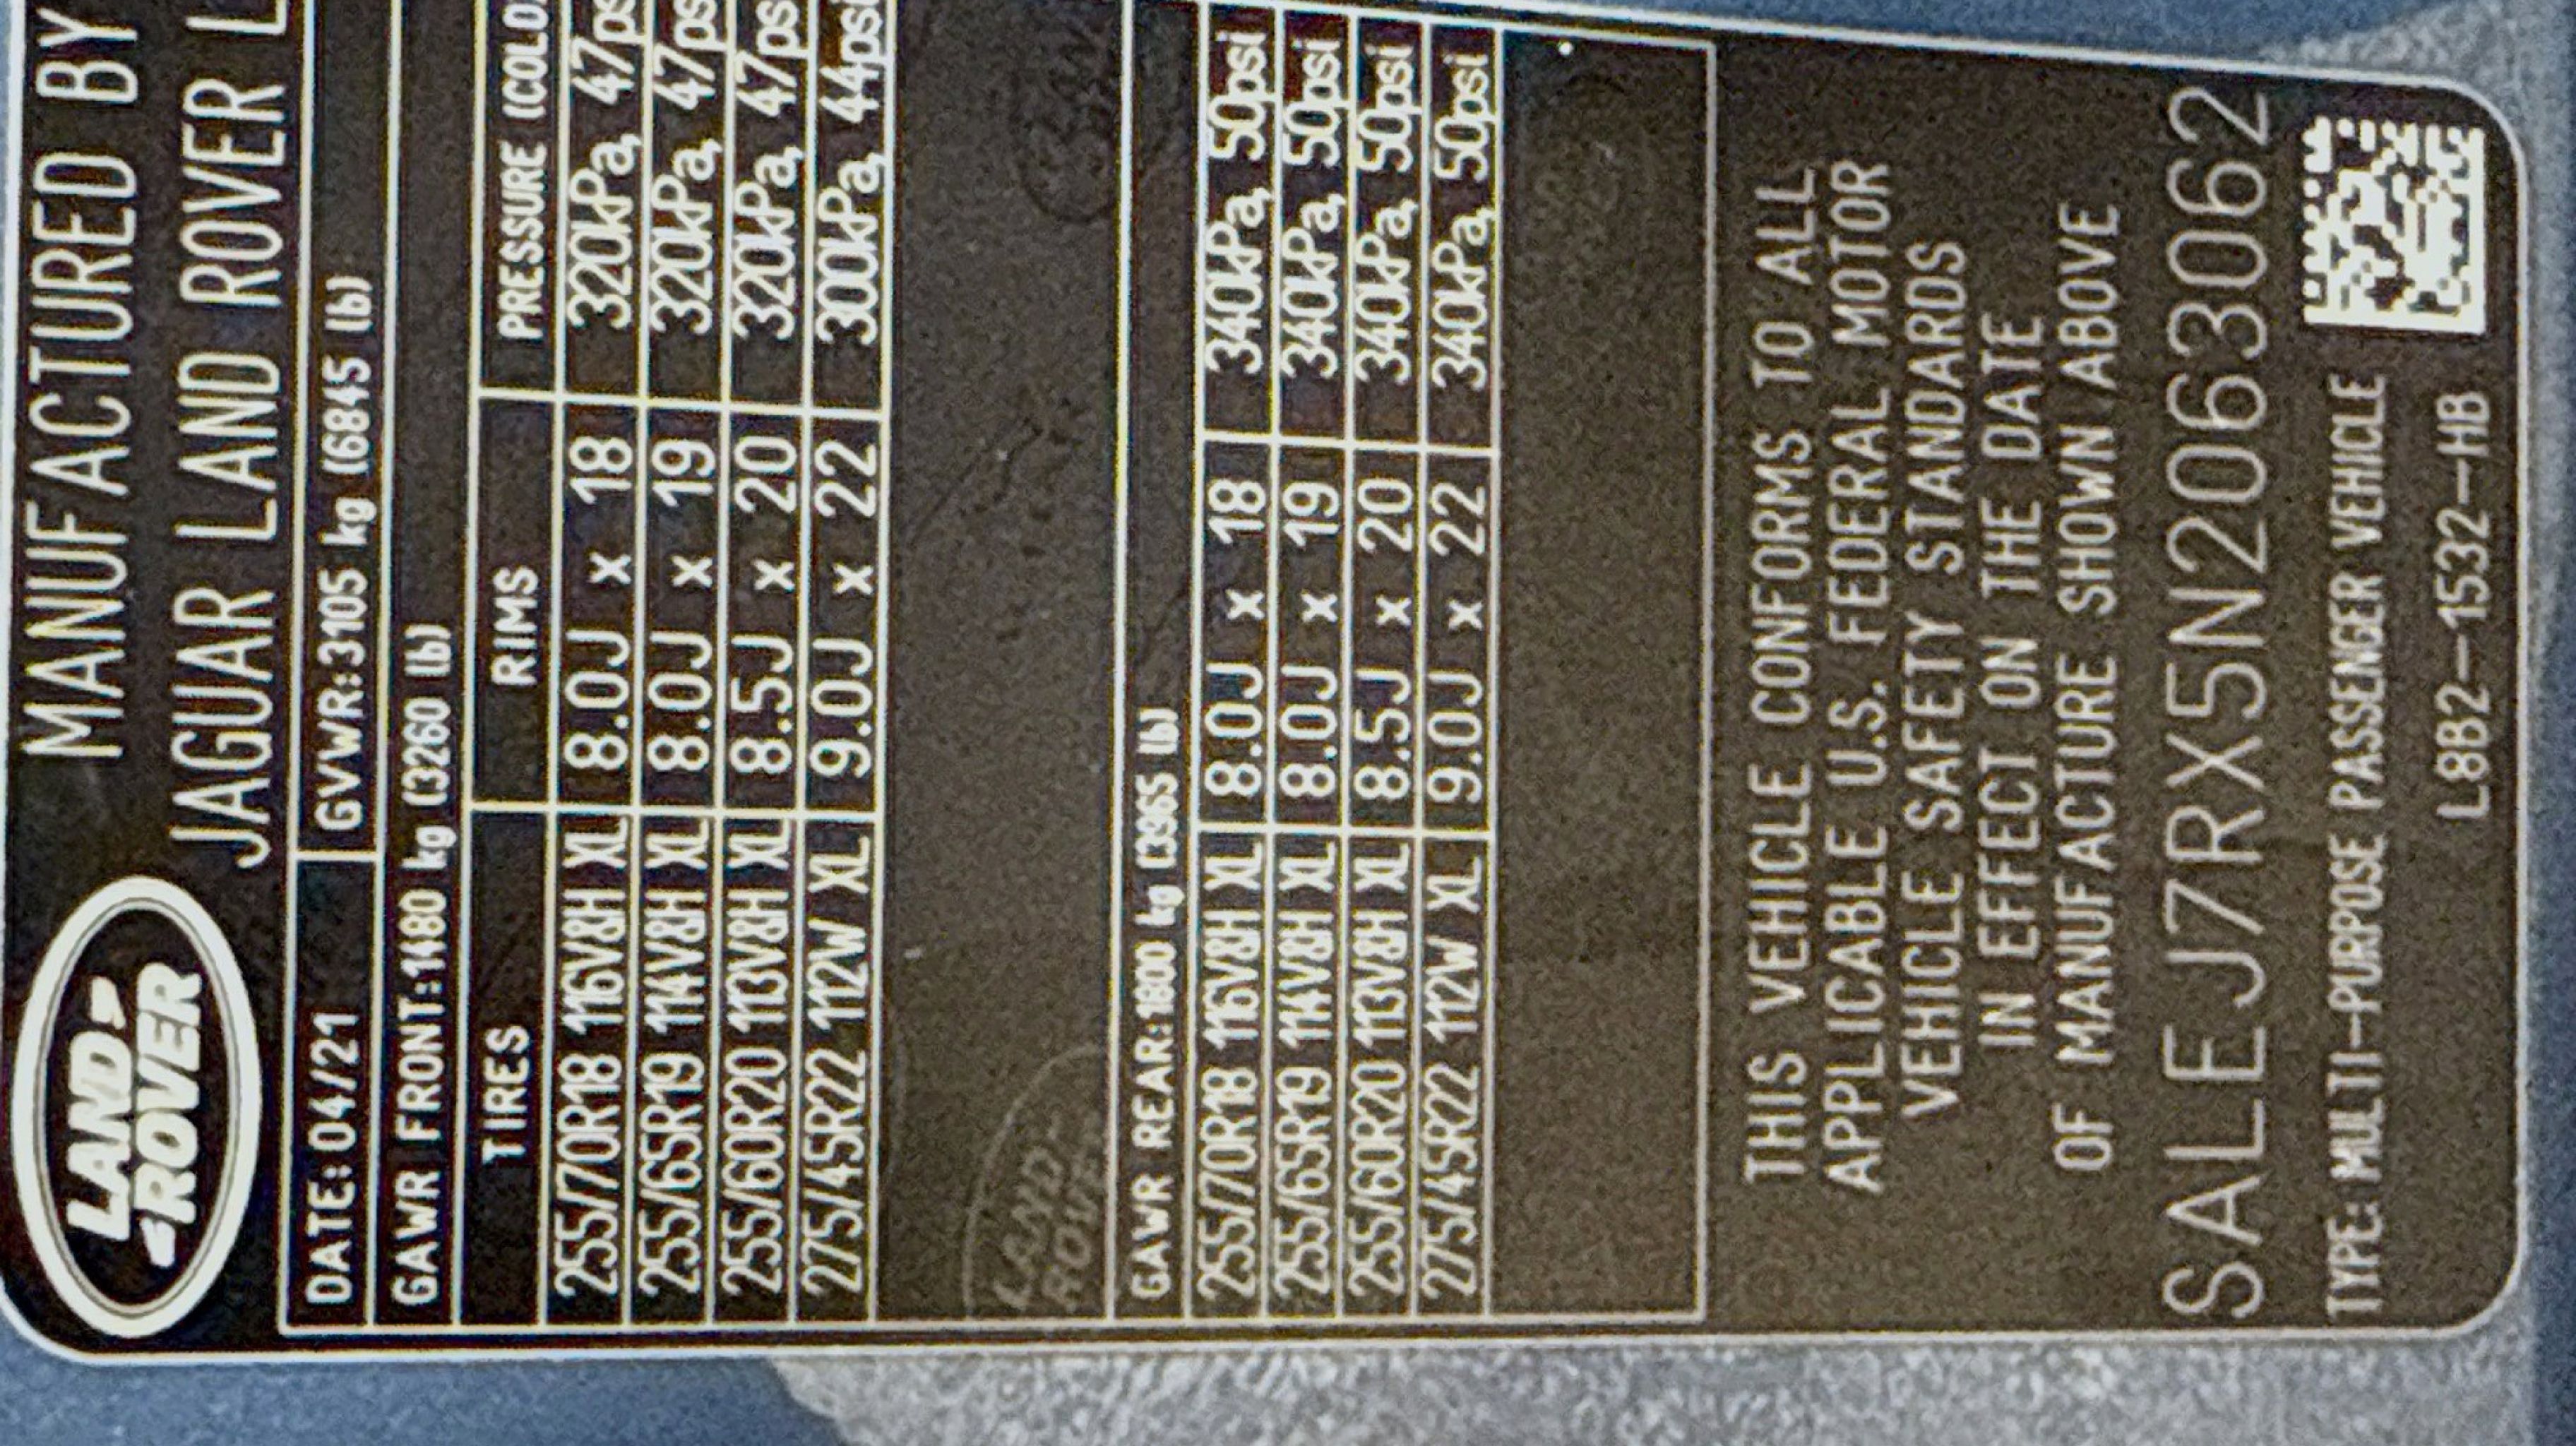 LAND
ROVER
MANUFACTURED BY
JAGUAR LAND ROVER L
DATE: 04/21 GVWR:3105 kg (6845 lb)
GAWR FRONT:1480 kg (3260 lb)
TIRES RIMS PRESSURE (COLD
255/70R18 116V&H XL 8.0J x 18 320kPa, 47ps
255/65R19 114V&H XL 8.0J x 19 320kPa, 47ps
255/60R20 113V&H XL 8.5J x 20 320kPa, 47ps
275/45R22 112W XL 9.0J x 22 300kPa, 44psi
LAND
ROVER
GAWR REAR:1800 kg (3965 lb)
255/70R18 116V&H XL 8.0J x 18 340kPa, 50psi
255/65R19 114V&H XL 8.0J x 19 340kPa, 50psi
255/60R20 113V&H XL 8.5J x 20 340kPa, 50psi
275/45R22 112W XL 9.0J x 22 340kPa, 50psi
THIS VEHICLE CONFORMS TO ALL
APPLICABLE U.S. FEDERAL MOTOR
VEHICLE SAFETY STANDARDS
IN EFFECT ON THE DATE
OF MANUFACTURE SHOWN ABOVE
SALEJ7RX5N2063062
TYPE: MULTI-PURPOSE PASSENGER VEHICLE
L8B2-1532-HB